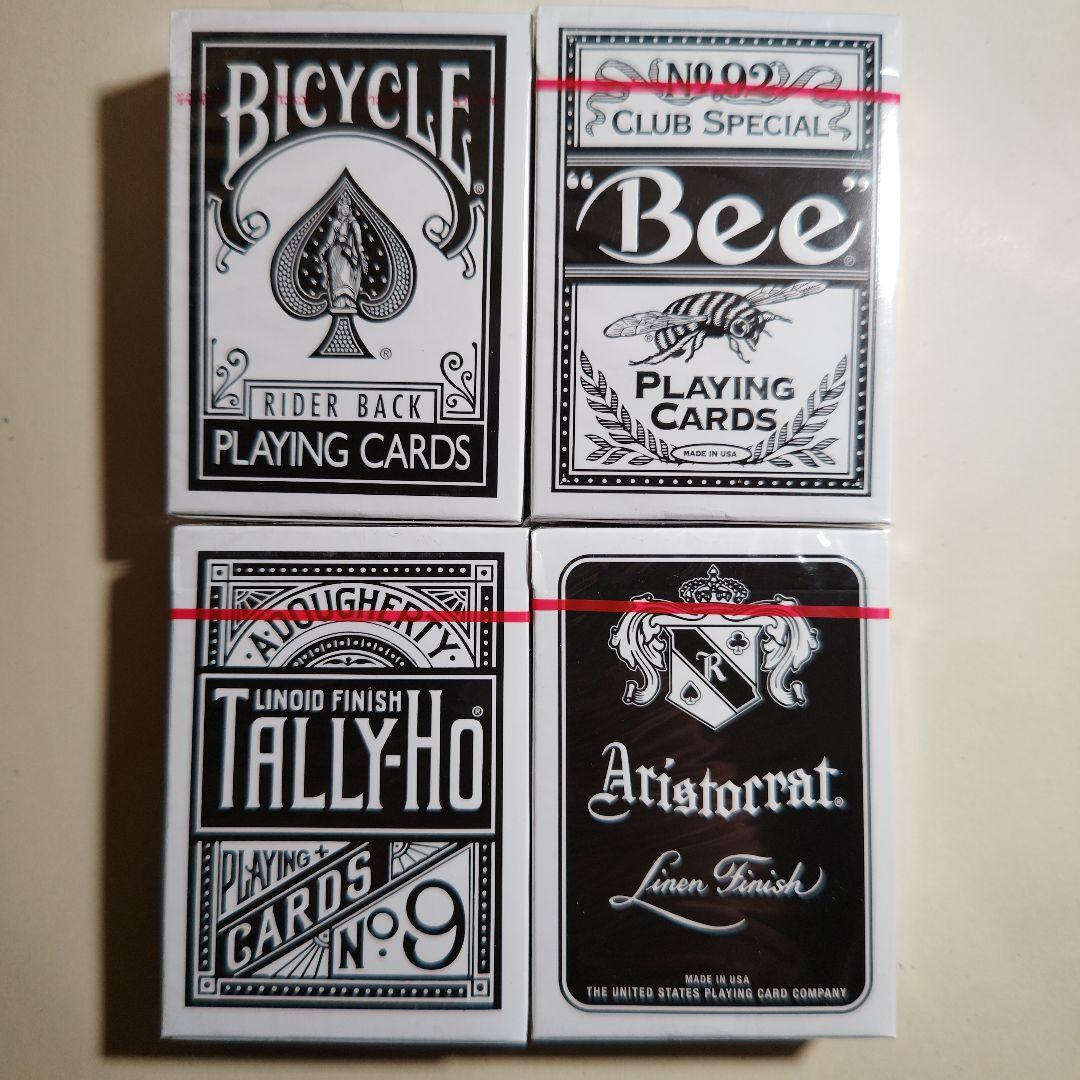 BICYCLE®
®
RIDER BACK
PLAYING CARDS
No. 92
CLUB SPECIAL
"Bee"
®
®
PLAYING
CARDS
MADE IN USA
A. DOUGHERTY.
LINOID FINISH
TALLY-HO®
PLAYING +
CARDS
No. 9
R
Aristocrat®
Linen Finish
MADE IN USA
THE UNITED STATES PLAYING CARD COMPANY